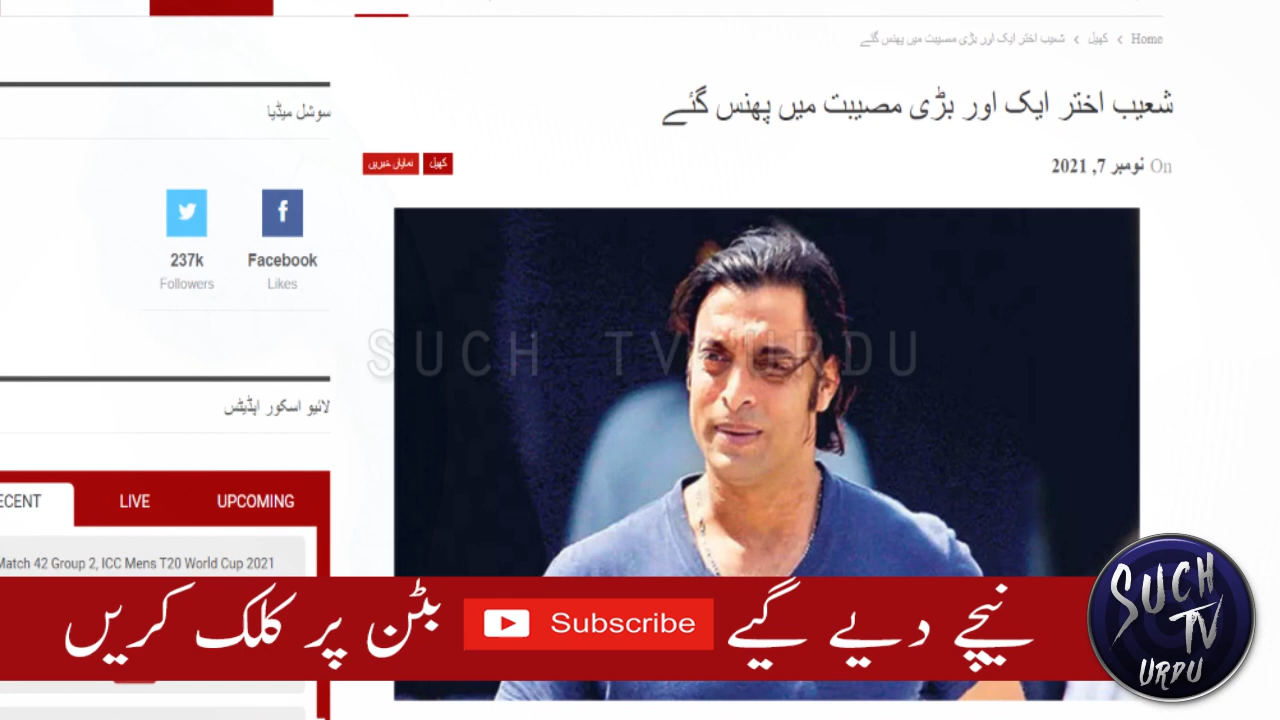 Home › کھیل › شعیب اختر ایک اور بڑی مصیبت میں پھنس گئے
شعیب اختر ایک اور بڑی مصیبت میں پھنس گئے
کھیل نمایاں خبریں
On نومبر 7, 2021
سوشل میڈیا
237k
Followers
Facebook
Likes
SUCH TV URDU
لائیو اسکور اپڈیٹس
ECENT LIVE UPCOMING
Match 42 Group 2, ICC Mens T20 World Cup 2021
نیچے دیے گیے Subscribe بٹن پر کلک کریں
SUCH
TV
URDU